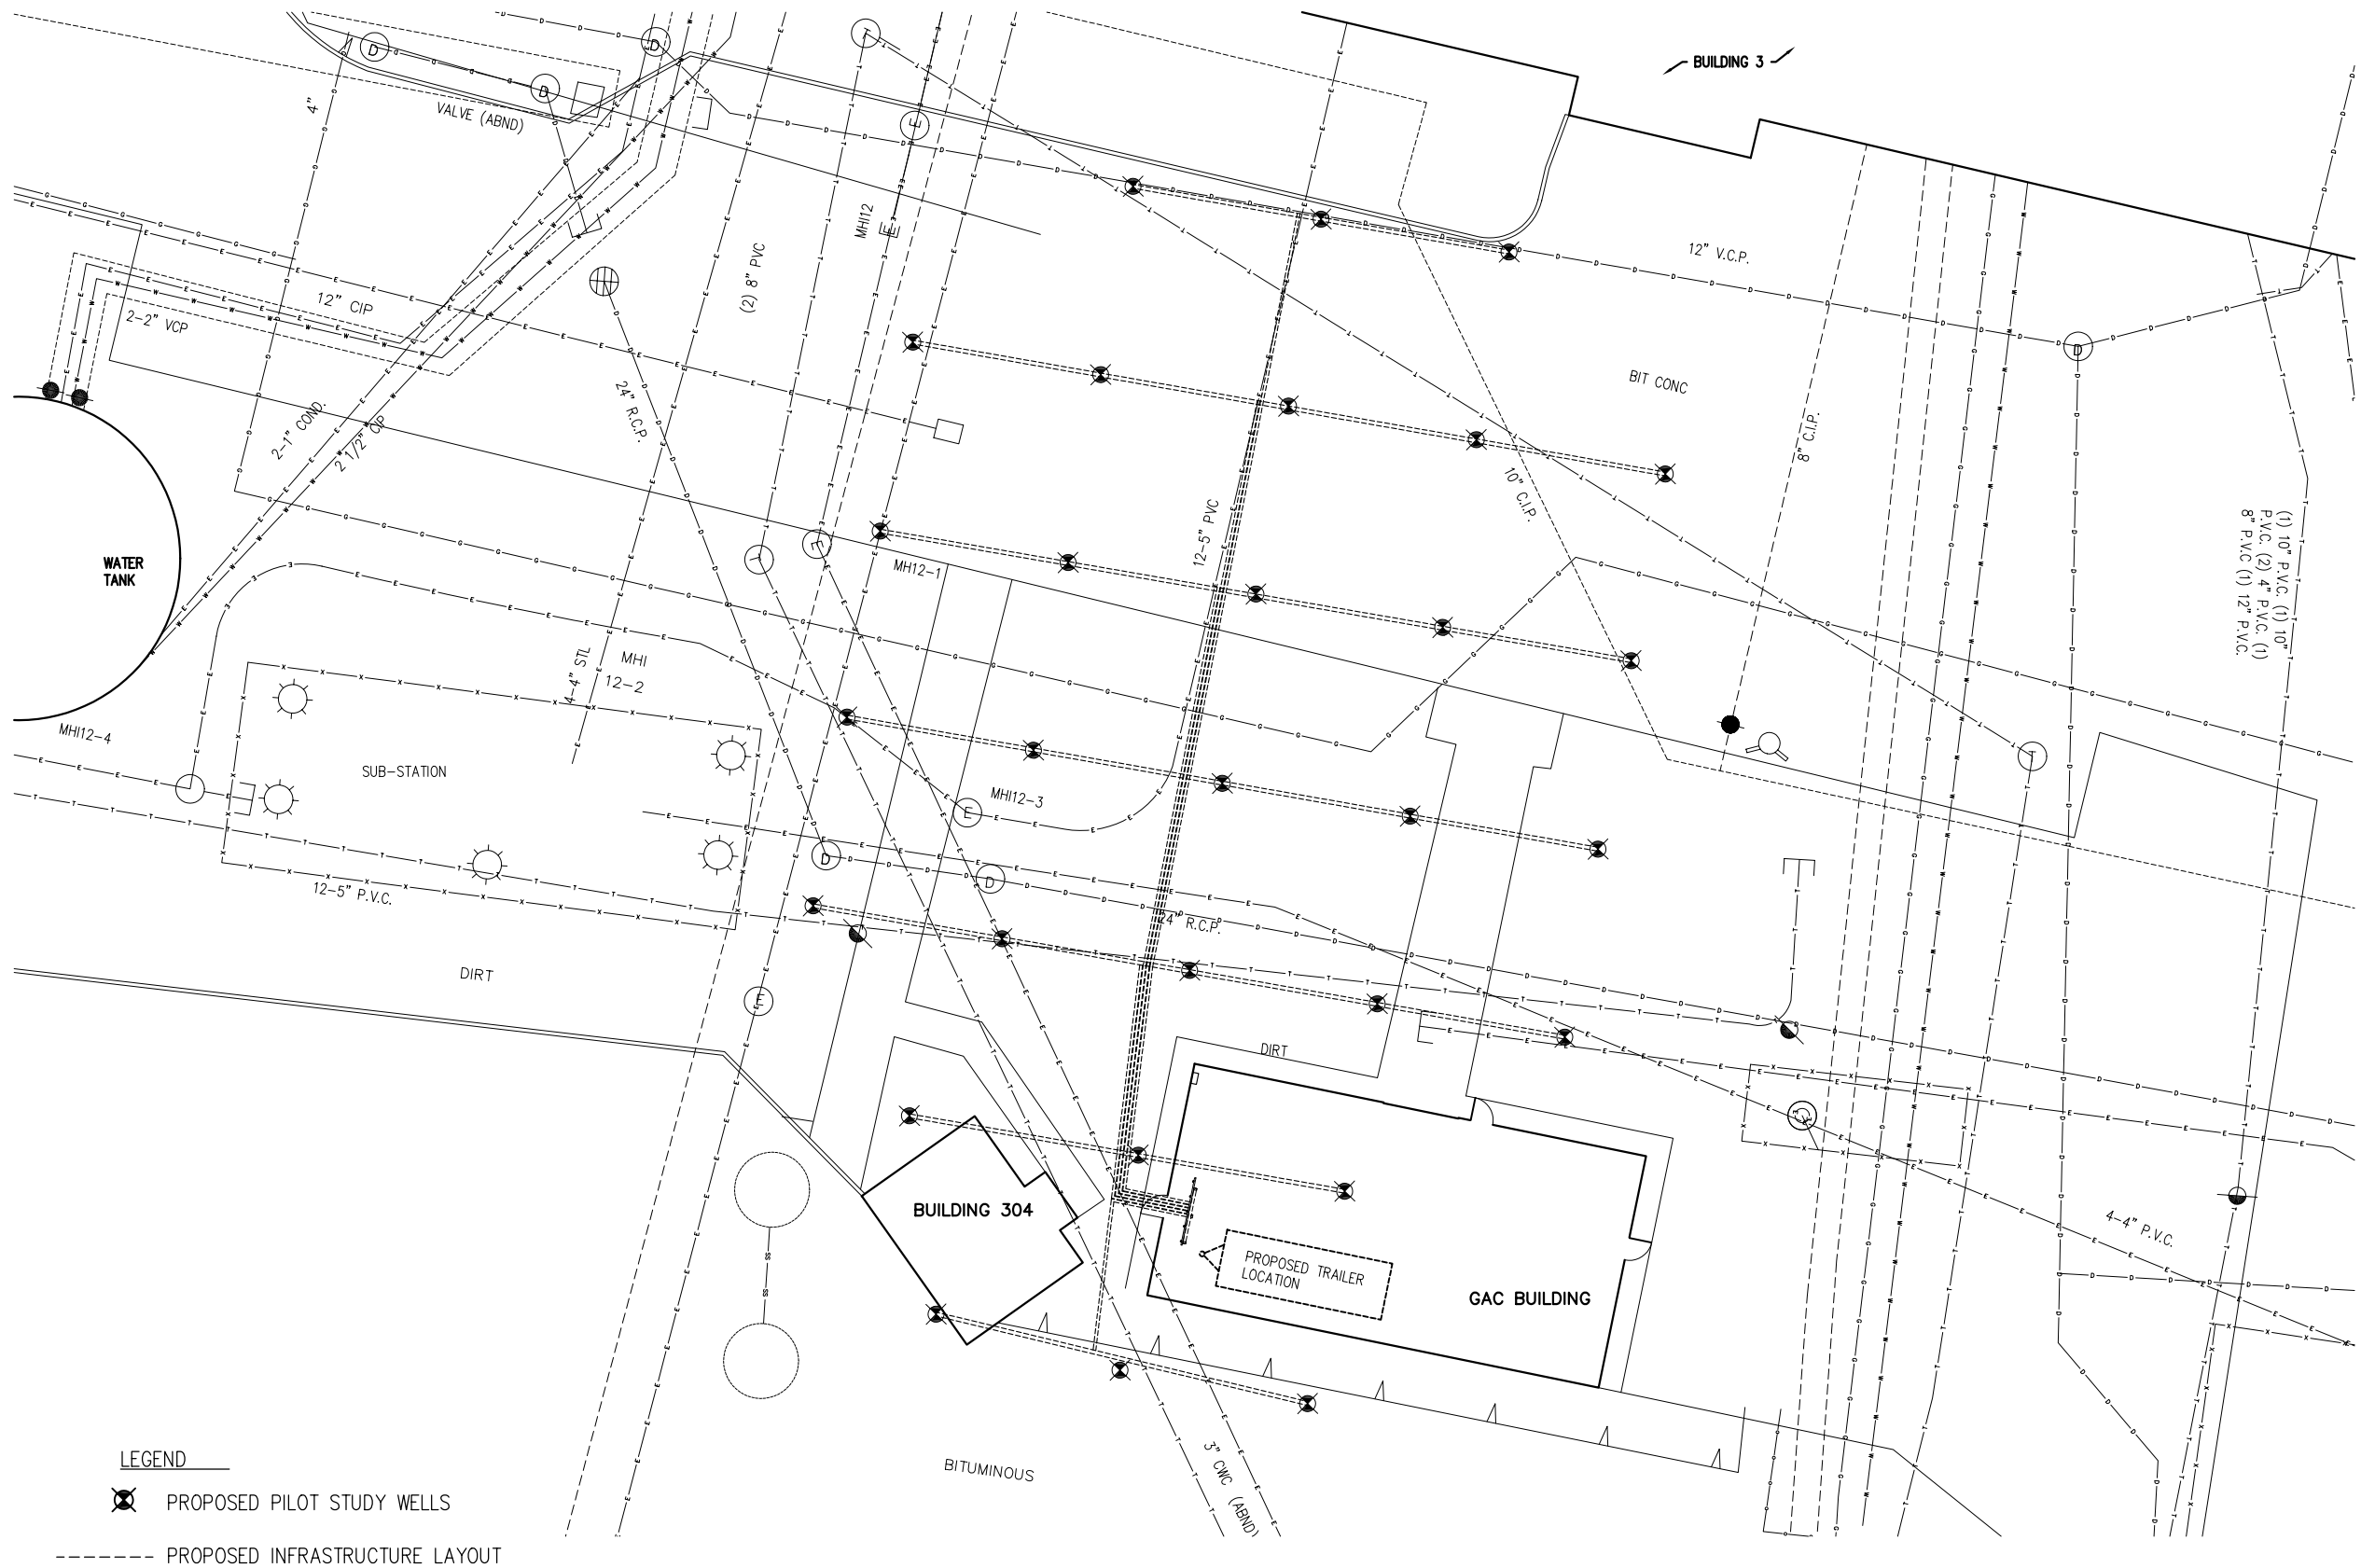 BUILDING 3
4"
VALVE (ABND)
MH12
(2) 8" PVC
12" V.C.P.
12" CIP
2-2" VCP
BIT CONC
24" R.C.P.
2-1" COND.
2 1/2" CIP
8" C.I.P.
10" C.I.P.
12-5" PVC
(1) 10" P.V.C. (1) 10"
P.V.C. (2) 4" P.V.C. (1)
8" P.V.C (1) 12" P.V.C.
WATER
TANK
MH12-1
MHI
12-2
4-4" STL
MHI12-4
SUB-STATION
MHI12-3
12-5" P.V.C.
24" R.C.P.
DIRT
DIRT
BUILDING 304
4-4" P.V.C.
PROPOSED TRAILER
LOCATION
GAC BUILDING
3" CWC (ABND)
BITUMINOUS
LEGEND
PROPOSED PILOT STUDY WELLS
PROPOSED INFRASTRUCTURE LAYOUT